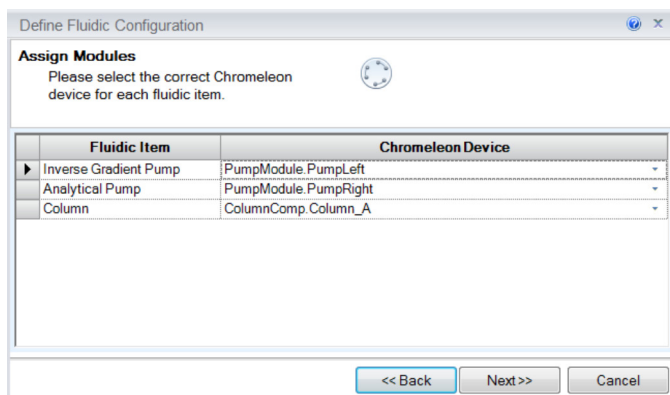 Define Fluidic Configuration
Assign Modules
Please select the correct Chromeleon
device for each fluidic item.
Fluidic Item Chromeleon Device
Inverse Gradient Pump PumpModule.PumpLeft
Analytical Pump PumpModule.PumpRight
Column ColumnComp.Column_A
<< Back Next >> Cancel